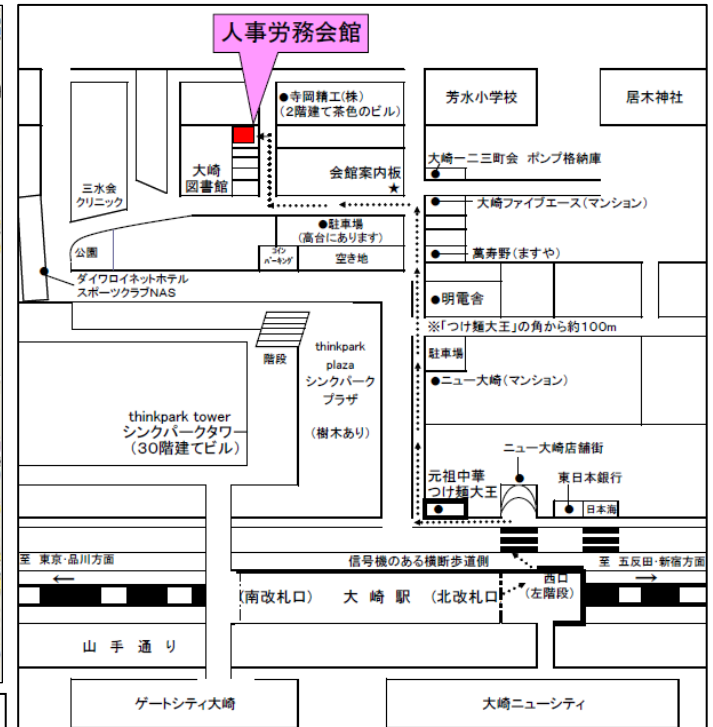 人事労務会館
●寺岡精工(株)
(2階建て茶色のビル)
芳水小学校
居木神社
大崎一二三町会 ポンプ格納庫
大崎
図書館
会館案内板
★
三水会
クリニック
大崎ファイブエース(マンション)
●駐車場
(高台にあります)
公園
コイン
パーキング
空き地
萬寿野(ますや)
ダイワロイネットホテル
スポーツクラブNAS
●明電舎
※「つけ麺大王」の角から約100m
階段
thinkpark
plaza
シンクパーク
プラザ
(樹木あり)
駐車場
●ニュー大崎(マンション)
thinkpark tower
シンクパークタワー
(30階建てビル)
ニュー大崎店舗街
元祖中華
つけ麺大王
東日本銀行
日本海
至 東京・品川方面
←
信号機のある横断歩道側
至 五反田・新宿方面
→
(南改札口)
大 崎 駅
(北改札口
西口
(左階段)
山 手 通 り
ゲートシティ大崎
大崎ニューシティ